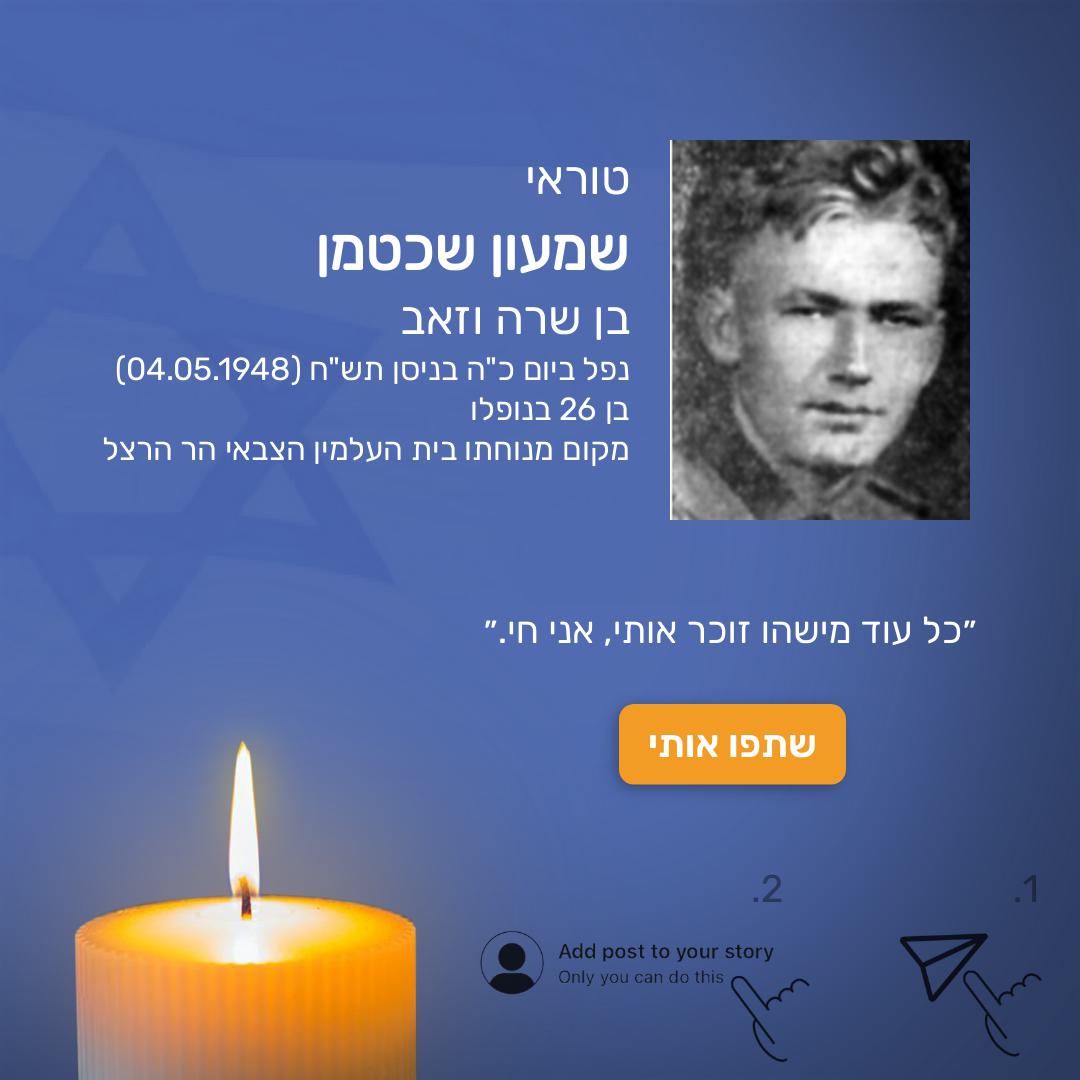 טוראי
שמעון שכטמן
בן שרה וזאב
נפל ביום כ"ה בניסן תש"ח (04.05.1948)
בן 26 בנופלו
מקום מנוחתו בית העלמין הצבאי הר הרצל
״כל עוד מישהו זוכר אותי, אני חי.״
שתפו אותי
1.
2.
Add post to your story
Only you can do this